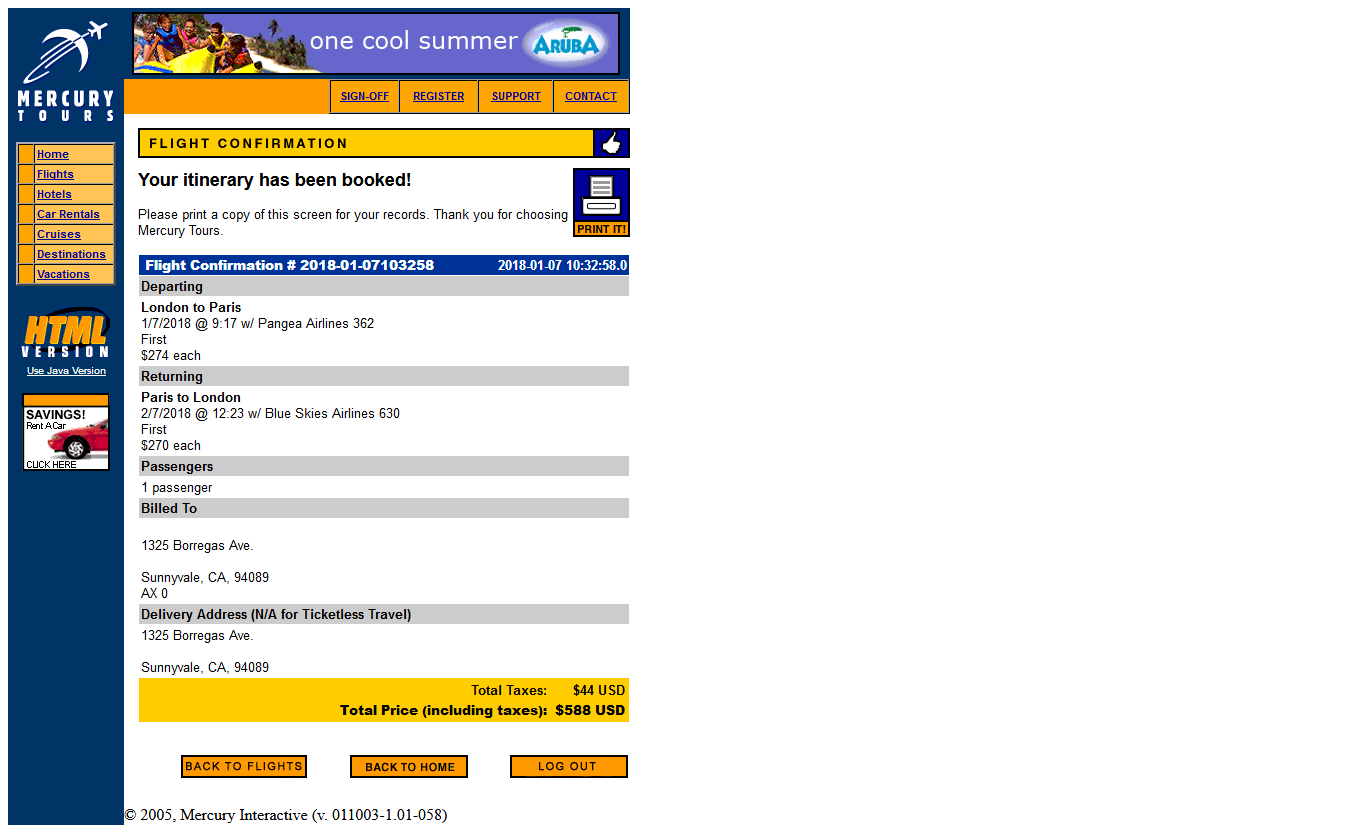 one cool summer ARUBA
MERCURY
TOURS
SIGN-OFF REGISTER SUPPORT CONTACT
Home
Flights
Hotels
Car Rentals
Cruises
Destinations
Vacations
HTML
VERSION
Use Java Version
SAVINGS!
Rent A Car
CLICK HERE
FLIGHT CONFIRMATION
Your itinerary has been booked!
PRINT IT!
Please print a copy of this screen for your records. Thank you for choosing
Mercury Tours.
Flight Confirmation # 2018-01-07103258 2018-01-07 10:32:58.0
Departing
London to Paris
1/7/2018 @ 9:17 w/ Pangea Airlines 362
First
$274 each
Returning
Paris to London
2/7/2018 @ 12:23 w/ Blue Skies Airlines 630
First
$270 each
Passengers
1 passenger
Billed To
1325 Borregas Ave.
Sunnyvale, CA, 94089
AX 0
Delivery Address (N/A for Ticketless Travel)
1325 Borregas Ave.
Sunnyvale, CA, 94089
Total Taxes: $44 USD
Total Price (including taxes): $588 USD
BACK TO FLIGHTS BACK TO HOME LOG OUT
© 2005, Mercury Interactive (v. 011003-1.01-058)